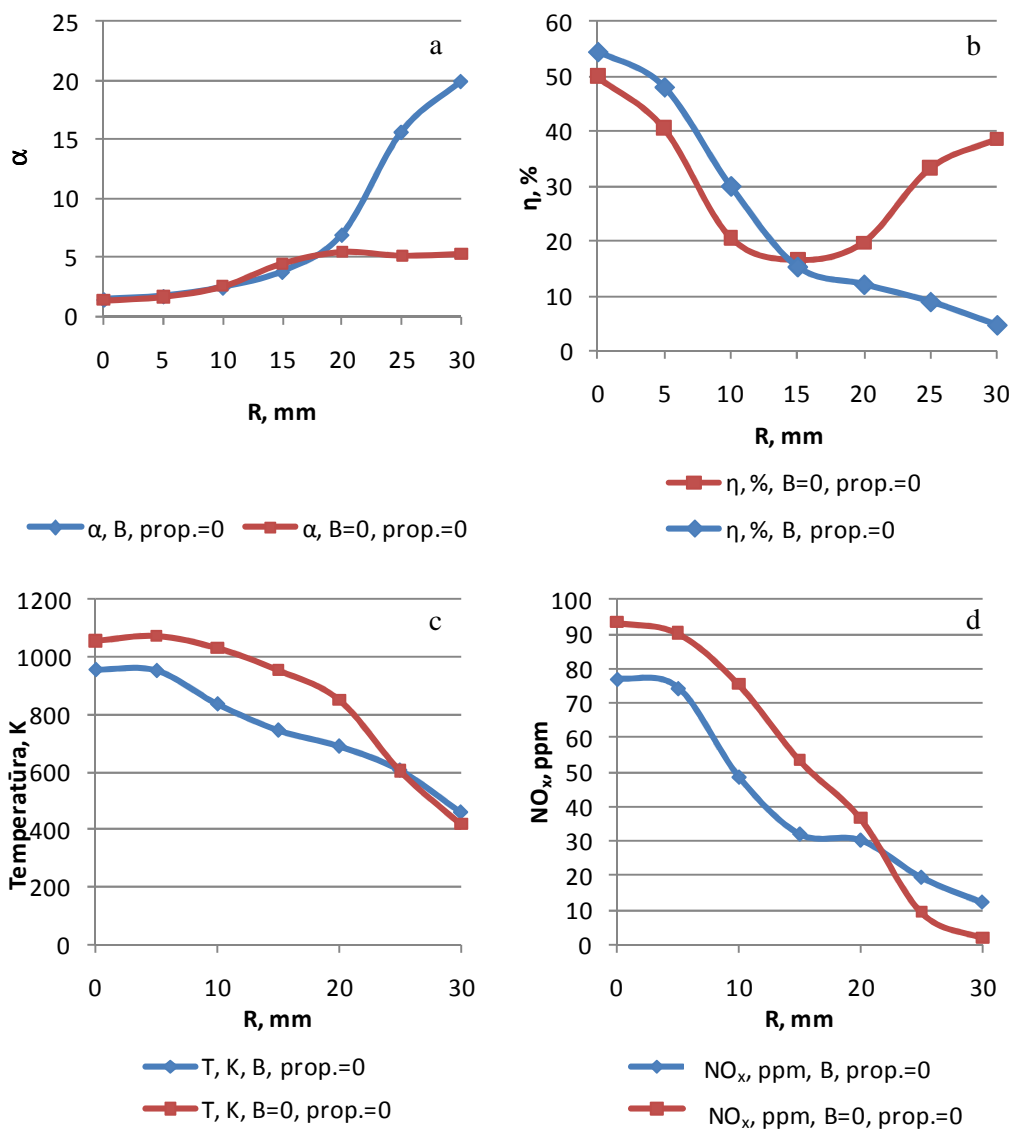 a
25
20
15
10
5
0
α
0 5 10 15 20 25 30
R, mm
α, B, prop.=0 α, B=0, prop.=0
b
60
50
40
30
20
10
0
η, %
0 5 10 15 20 25 30
R, mm
η, %, B=0, prop.=0
η, %, B, prop.=0
c
1200
1000
800
600
400
200
0
Temperatūra, K
0 10 20 30
R, mm
T, K, B, prop.=0
T, K, B=0, prop.=0
d
100
90
80
70
60
50
40
30
20
10
0
NOₓ, ppm
0 10 20 30
R, mm
NOₓ, ppm, B, prop.=0
NOₓ, ppm, B=0, prop.=0